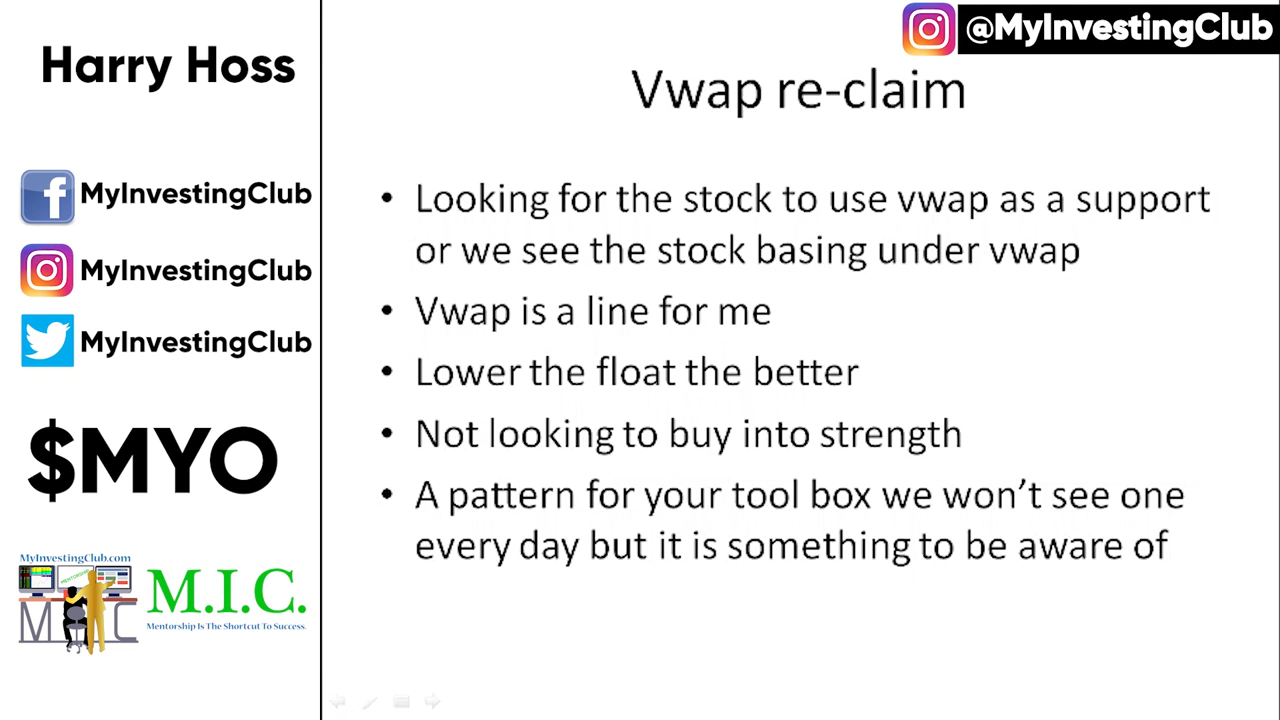 Harry Hoss
MyInvestingClub
MyInvestingClub
MyInvestingClub
$MYO
MyInvestingClub.com
MENTORSHIP
M I C
M.I.C.
Mentorship Is The Shortcut To Success.
@MyInvestingClub
Vwap re-claim
• Looking for the stock to use vwap as a support
or we see the stock basing under vwap
• Vwap is a line for me
• Lower the float the better
• Not looking to buy into strength
• A pattern for your tool box we won’t see one
every day but it is something to be aware of